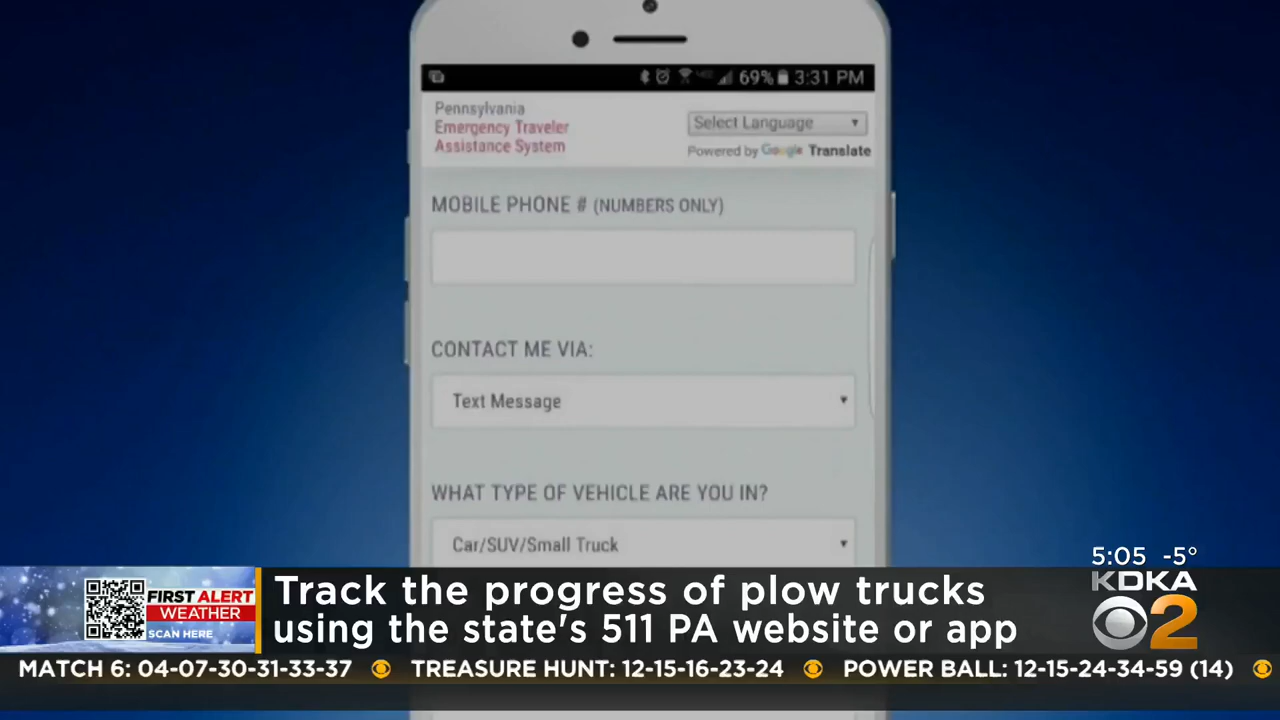 69% 3:31 PM
Pennsylvania
Emergency Traveler
Assistance System
Select Language
Powered by Google Translate
MOBILE PHONE # (NUMBERS ONLY)
CONTACT ME VIA:
Text Message
WHAT TYPE OF VEHICLE ARE YOU IN?
Car/SUV/Small Truck
5:05 -5°
KDKA
2
FIRST ALERT
WEATHER
SCAN HERE
Track the progress of plow trucks
using the state's 511 PA website or app
MATCH 6: 04-07-30-31-33-37 TREASURE HUNT: 12-15-16-23-24 POWER BALL: 12-15-24-34-59 (14)